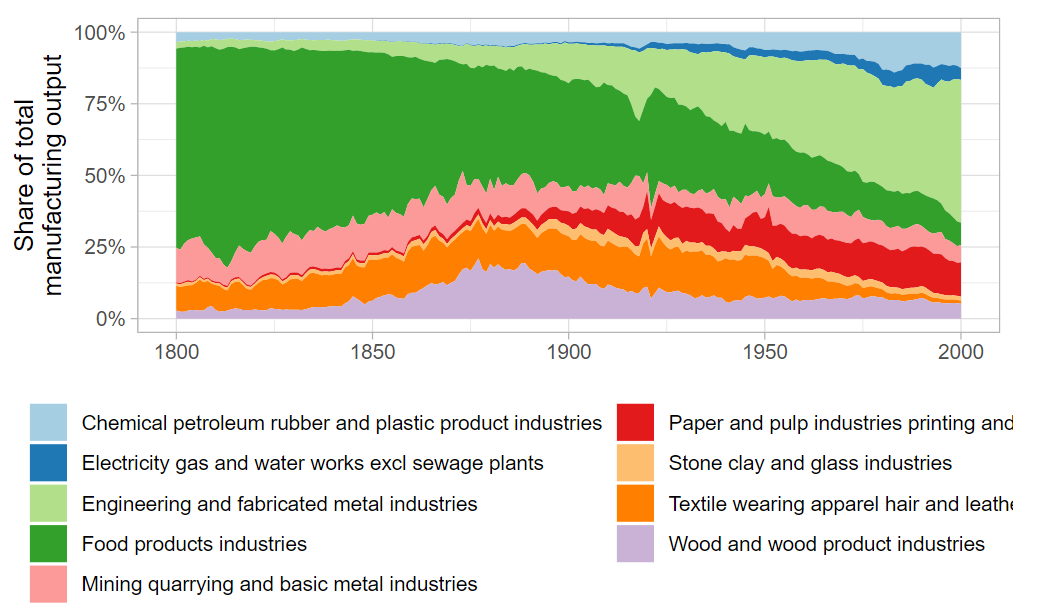 Share of total
manufacturing output
100%
75%
50%
25%
0%
1800 1850 1900 1950 2000
Chemical petroleum rubber and plastic product industries
Electricity gas and water works excl sewage plants
Engineering and fabricated metal industries
Food products industries
Mining quarrying and basic metal industries
Paper and pulp industries printing and
Stone clay and glass industries
Textile wearing apparel hair and
Wood and wood product industries